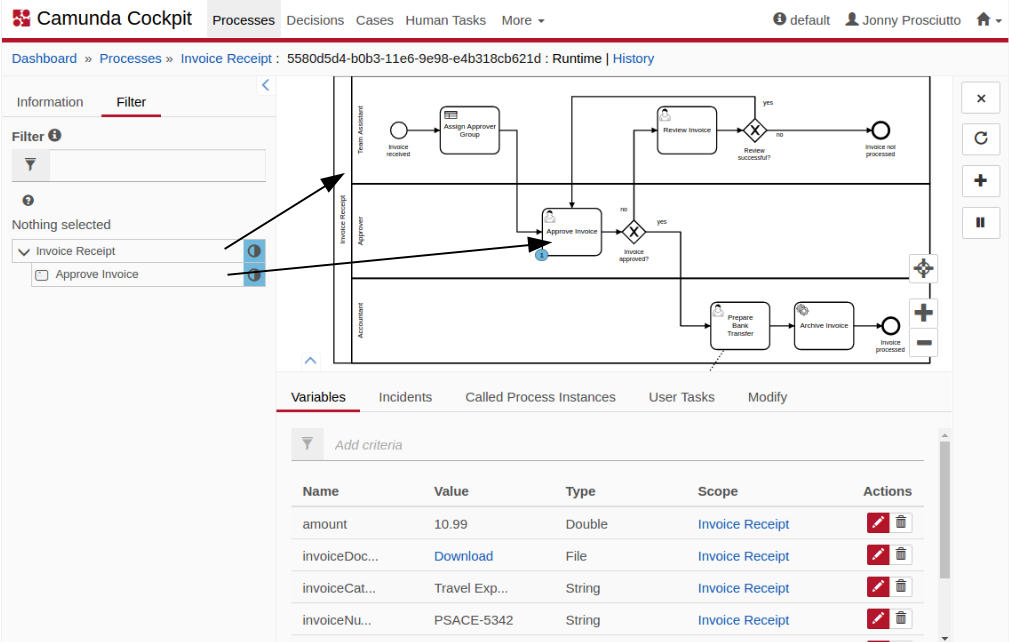 Camunda Cockpit Processes Decisions Cases Human Tasks More default Jonny Prosciutto
Dashboard » Processes » Invoice Receipt : 5580d5d4-b0b3-11e6-9e98-e4b318cb621d : Runtime | History
Information Filter
Filter
Nothing selected
Invoice Receipt
Approve Invoice
Invoice Receipt
Team Assistant
Invoice
received
Assign Approver
Group
Review Invoice
yes
no
Review
successful?
Invoice not
processed
Approver
Approve Invoice
1
no
yes
Invoice
approved?
Accountant
Prepare
Bank
Transfer
Archive Invoice
Invoice
processed
Variables Incidents Called Process Instances User Tasks Modify
Add criteria
Name Value Type Scope Actions
amount 10.99 Double Invoice Receipt
invoiceDoc... Download File Invoice Receipt
invoiceCat... Travel Exp... String Invoice Receipt
invoiceNu... PSACE-5342 String Invoice Receipt